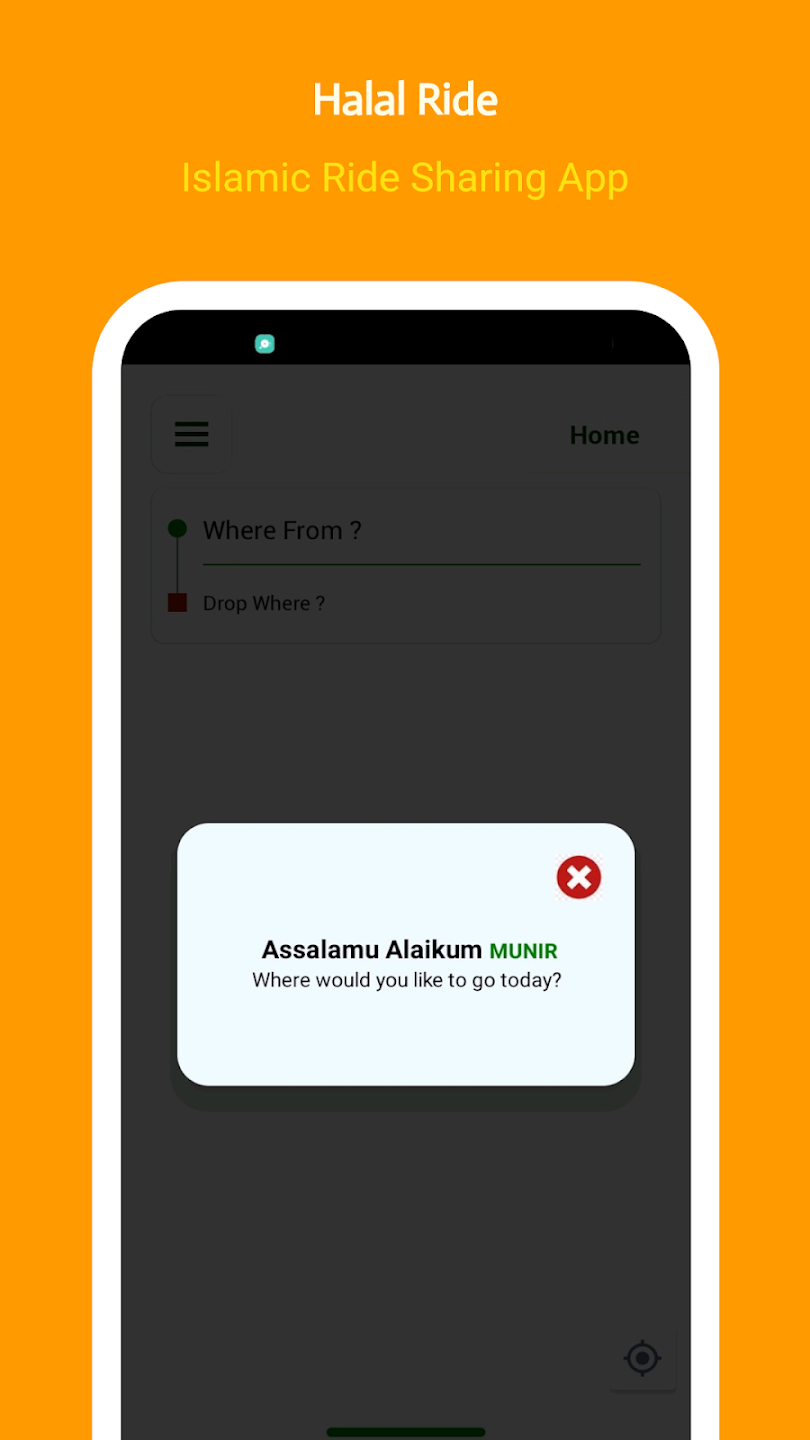 Halal Ride
Islamic Ride Sharing App
Home
Where From ?
Drop Where ?
Assalamu Alaikum MUNIR
Where would you like to go today?